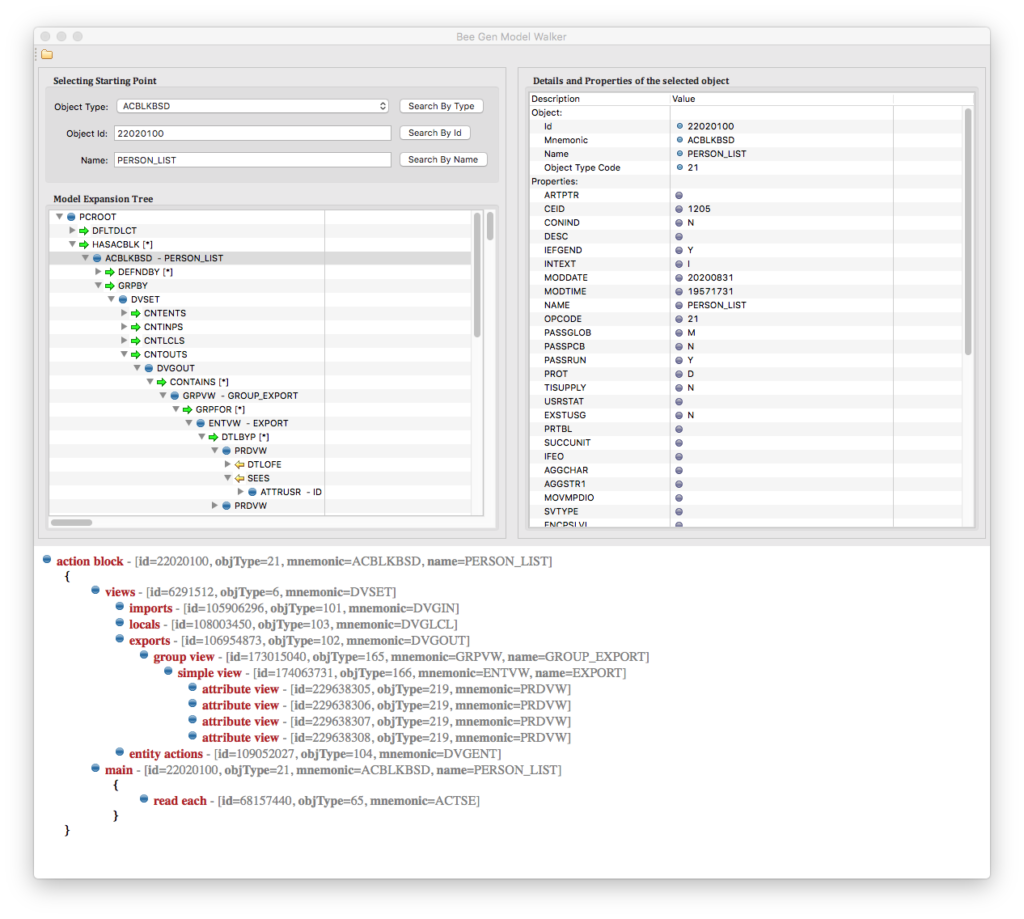 Bee Gen Model Walker
Selecting Starting Point
Object Type: ACBLKBSD Search By Type
Object Id: 22020100 Search By Id
Name: PERSON_LIST Search By Name
Model Expansion Tree
PCROOT
DFLTDLCT
HASACBLK [*]
ACBLKBSD - PERSON_LIST
DEFNDBY [*]
GRPBY
DVSET
CNTENTS
CNTINPS
CNTLCLS
CNTOUTS
DVGOUT
CONTAINS [*]
GRPVW - GROUP_EXPORT
GRPFOR [*]
ENTVW - EXPORT
DTLBYP [*]
PRDVW
DTLOFE
SEES
ATTRUSR - ID
PRDVW
Details and Properties of the selected object
Description Value
Object:
Id 22020100
Mnemonic ACBLKBSD
Name PERSON_LIST
Object Type Code 21
Properties:
ARTPTR
CEID 1205
CONIND N
DESC
IEFGEND Y
INTEXT I
MODDATE 20200831
MODTIME 19571731
NAME PERSON_LIST
OPCODE 21
PASSGLOB M
PASSPCB N
PASSRUN Y
PROT D
TISUPPLY N
USRSTAT
EXSTUSG N
PRTBL
SUCCUNIT
IFEO
AGGCHAR
AGGSTR1
MOVMPDIO
SVTYPE
ENCPSLVL
action block - [id=22020100, objType=21, mnemonic=ACBLKBSD, name=PERSON_LIST]
{
views - [id=6291512, objType=6, mnemonic=DVSET]
imports - [id=105906296, objType=101, mnemonic=DVGIN]
locals - [id=108003450, objType=103, mnemonic=DVGLCL]
exports - [id=106954873, objType=102, mnemonic=DVGOUT]
group view - [id=173015040, objType=165, mnemonic=GRPVW, name=GROUP_EXPORT]
simple view - [id=174063731, objType=166, mnemonic=ENTVW, name=EXPORT]
attribute view - [id=229638305, objType=219, mnemonic=PRDVW]
attribute view - [id=229638306, objType=219, mnemonic=PRDVW]
attribute view - [id=229638307, objType=219, mnemonic=PRDVW]
attribute view - [id=229638308, objType=219, mnemonic=PRDVW]
entity actions - [id=109052027, objType=104, mnemonic=DVGENT]
main - [id=22020100, objType=21, mnemonic=ACBLKBSD, name=PERSON_LIST]
{
read each - [id=68157440, objType=65, mnemonic=ACTSE]
}
}